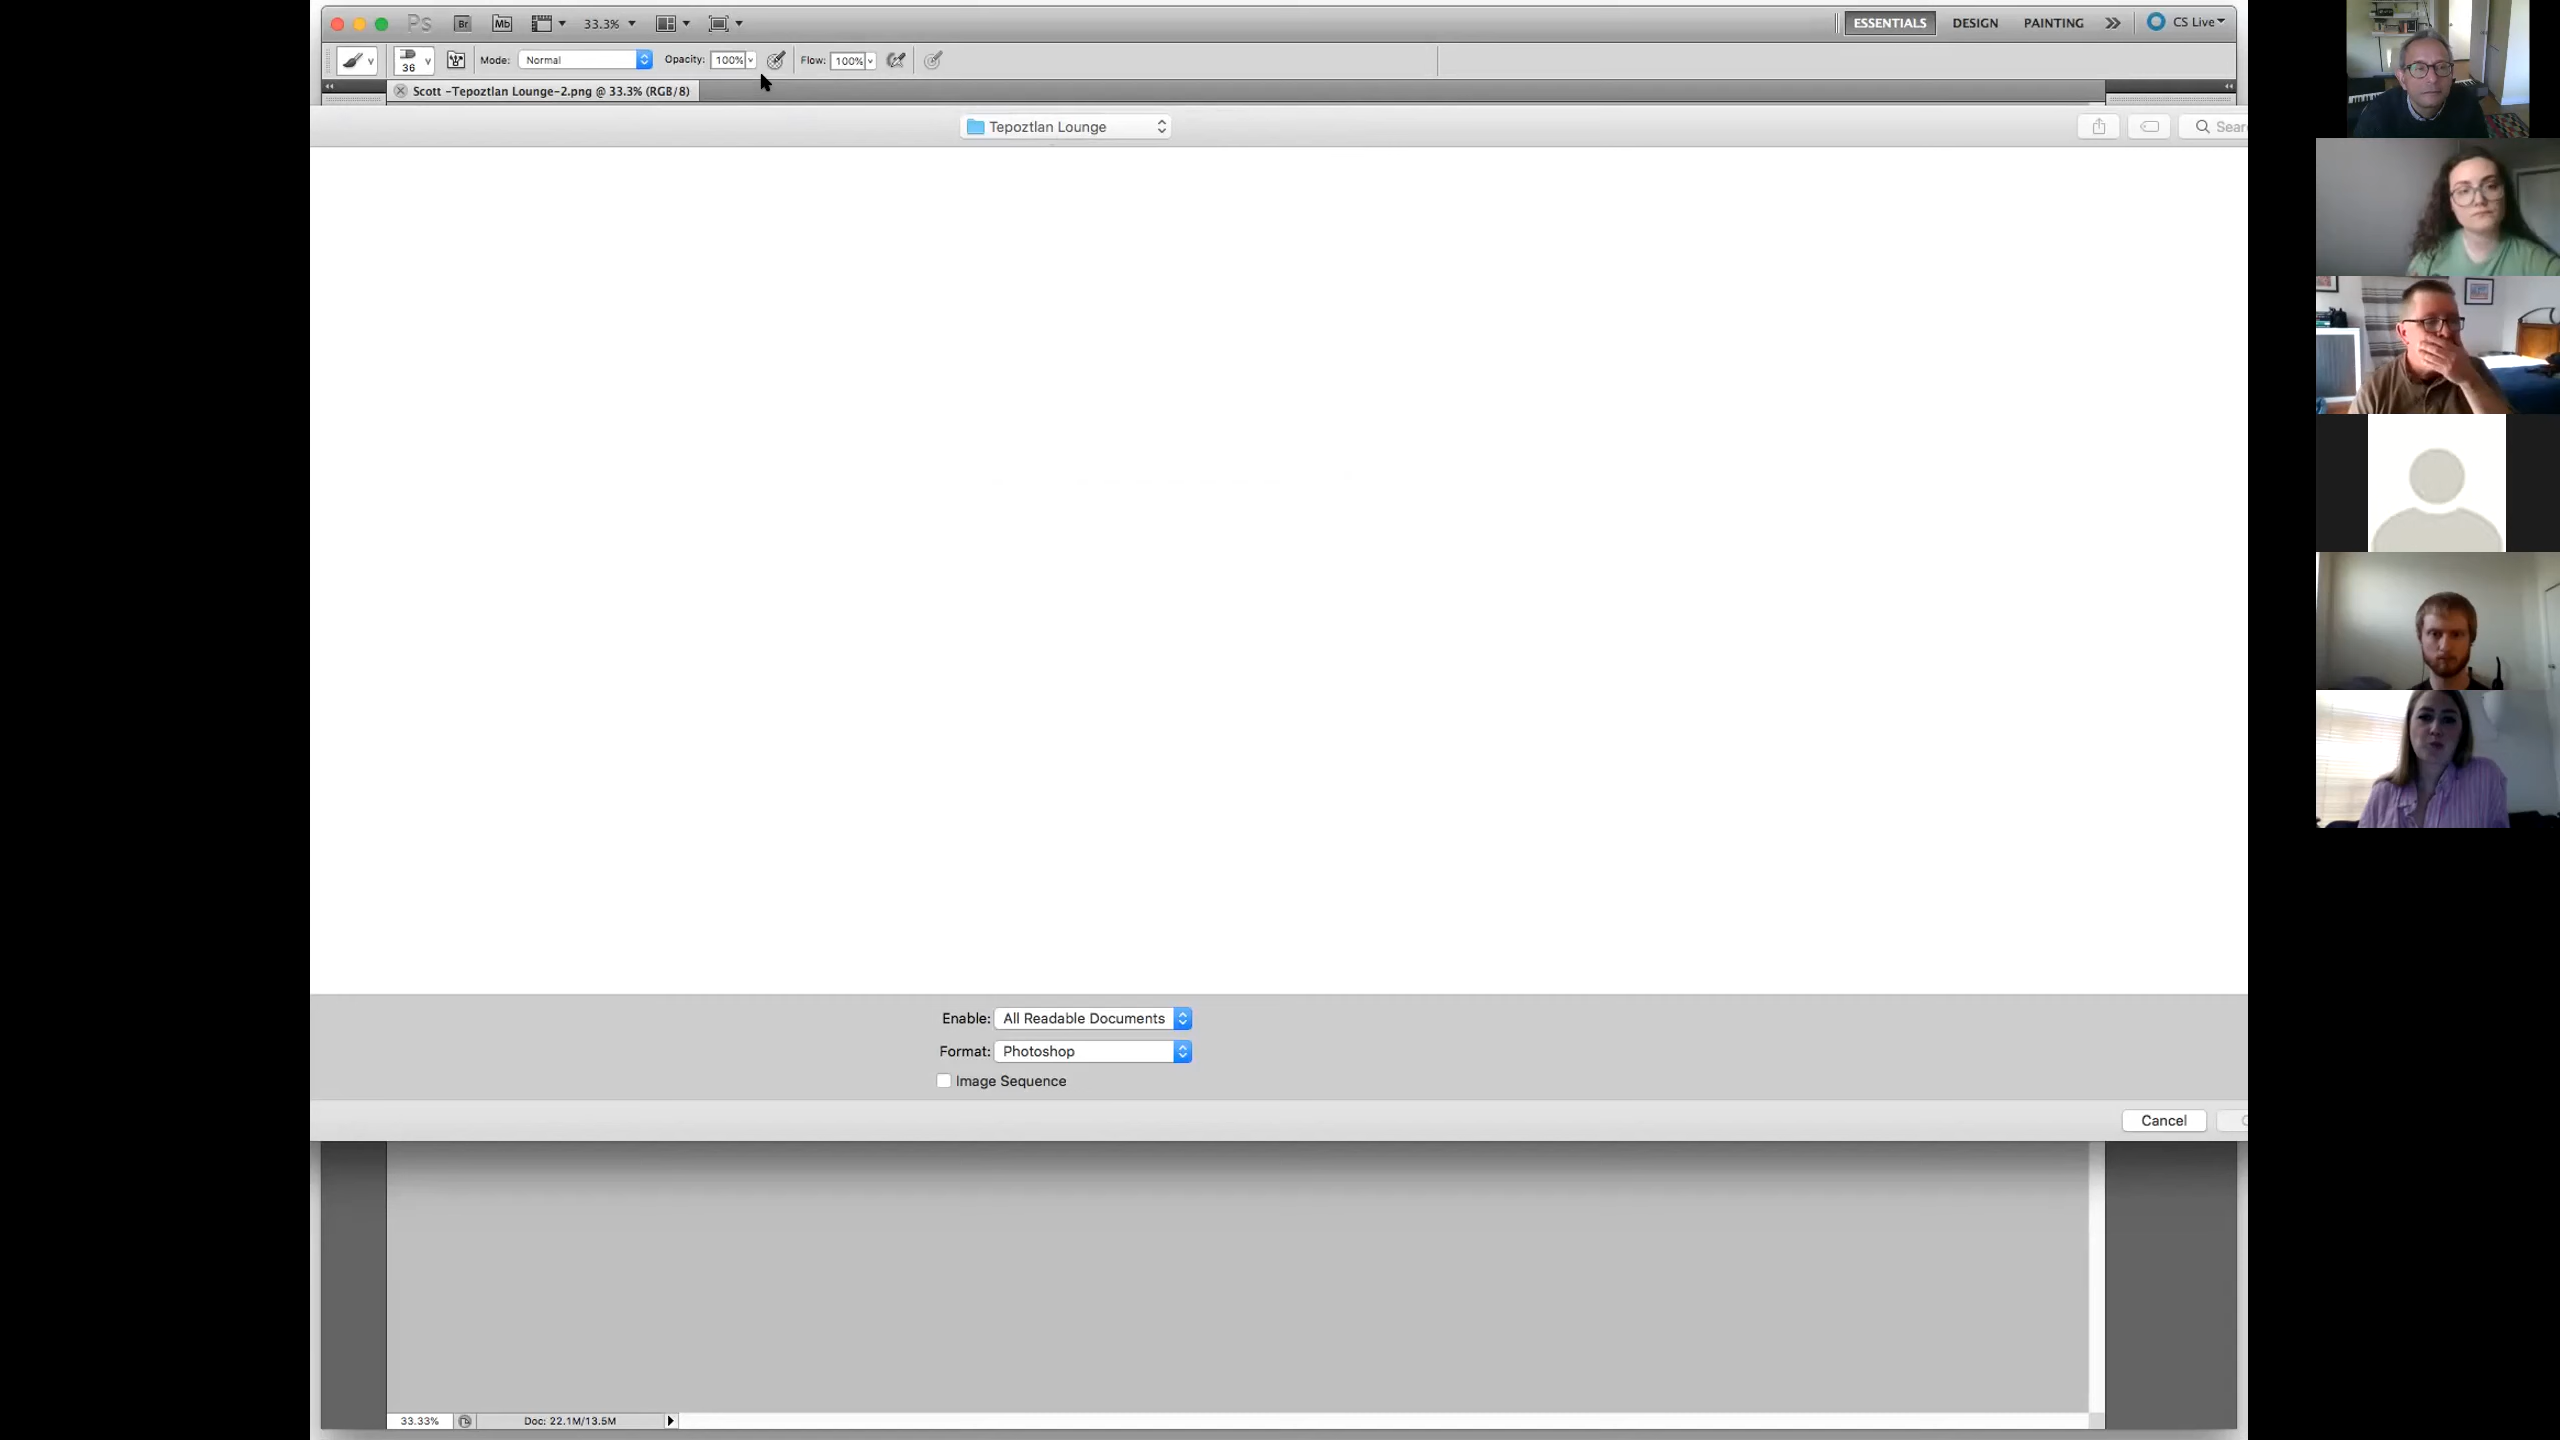 Ps Br Mb 33.3% ESSENTIALS DESIGN PAINTING CS Live
36 Mode: Normal Opacity: 100% Flow: 100%
Scott -Tepoztlan Lounge-2.png @ 33.3% (RGB/8)
Tepoztlan Lounge
Enable: All Readable Documents
Format: Photoshop
Image Sequence
Cancel
33.33% Doc: 22.1M/13.5M